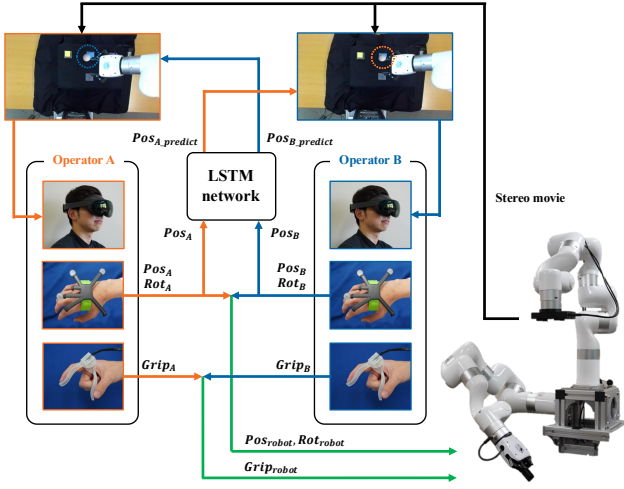 Pos_A_predict
Pos_B_predict
Operator A
LSTM
network
Operator B
Stereo movie
Pos_A
Pos_B
Pos_A
Rot_A
Pos_B
Rot_B
Grip_A
Grip_B
Pos_robot, Rot_robot
Grip_robot